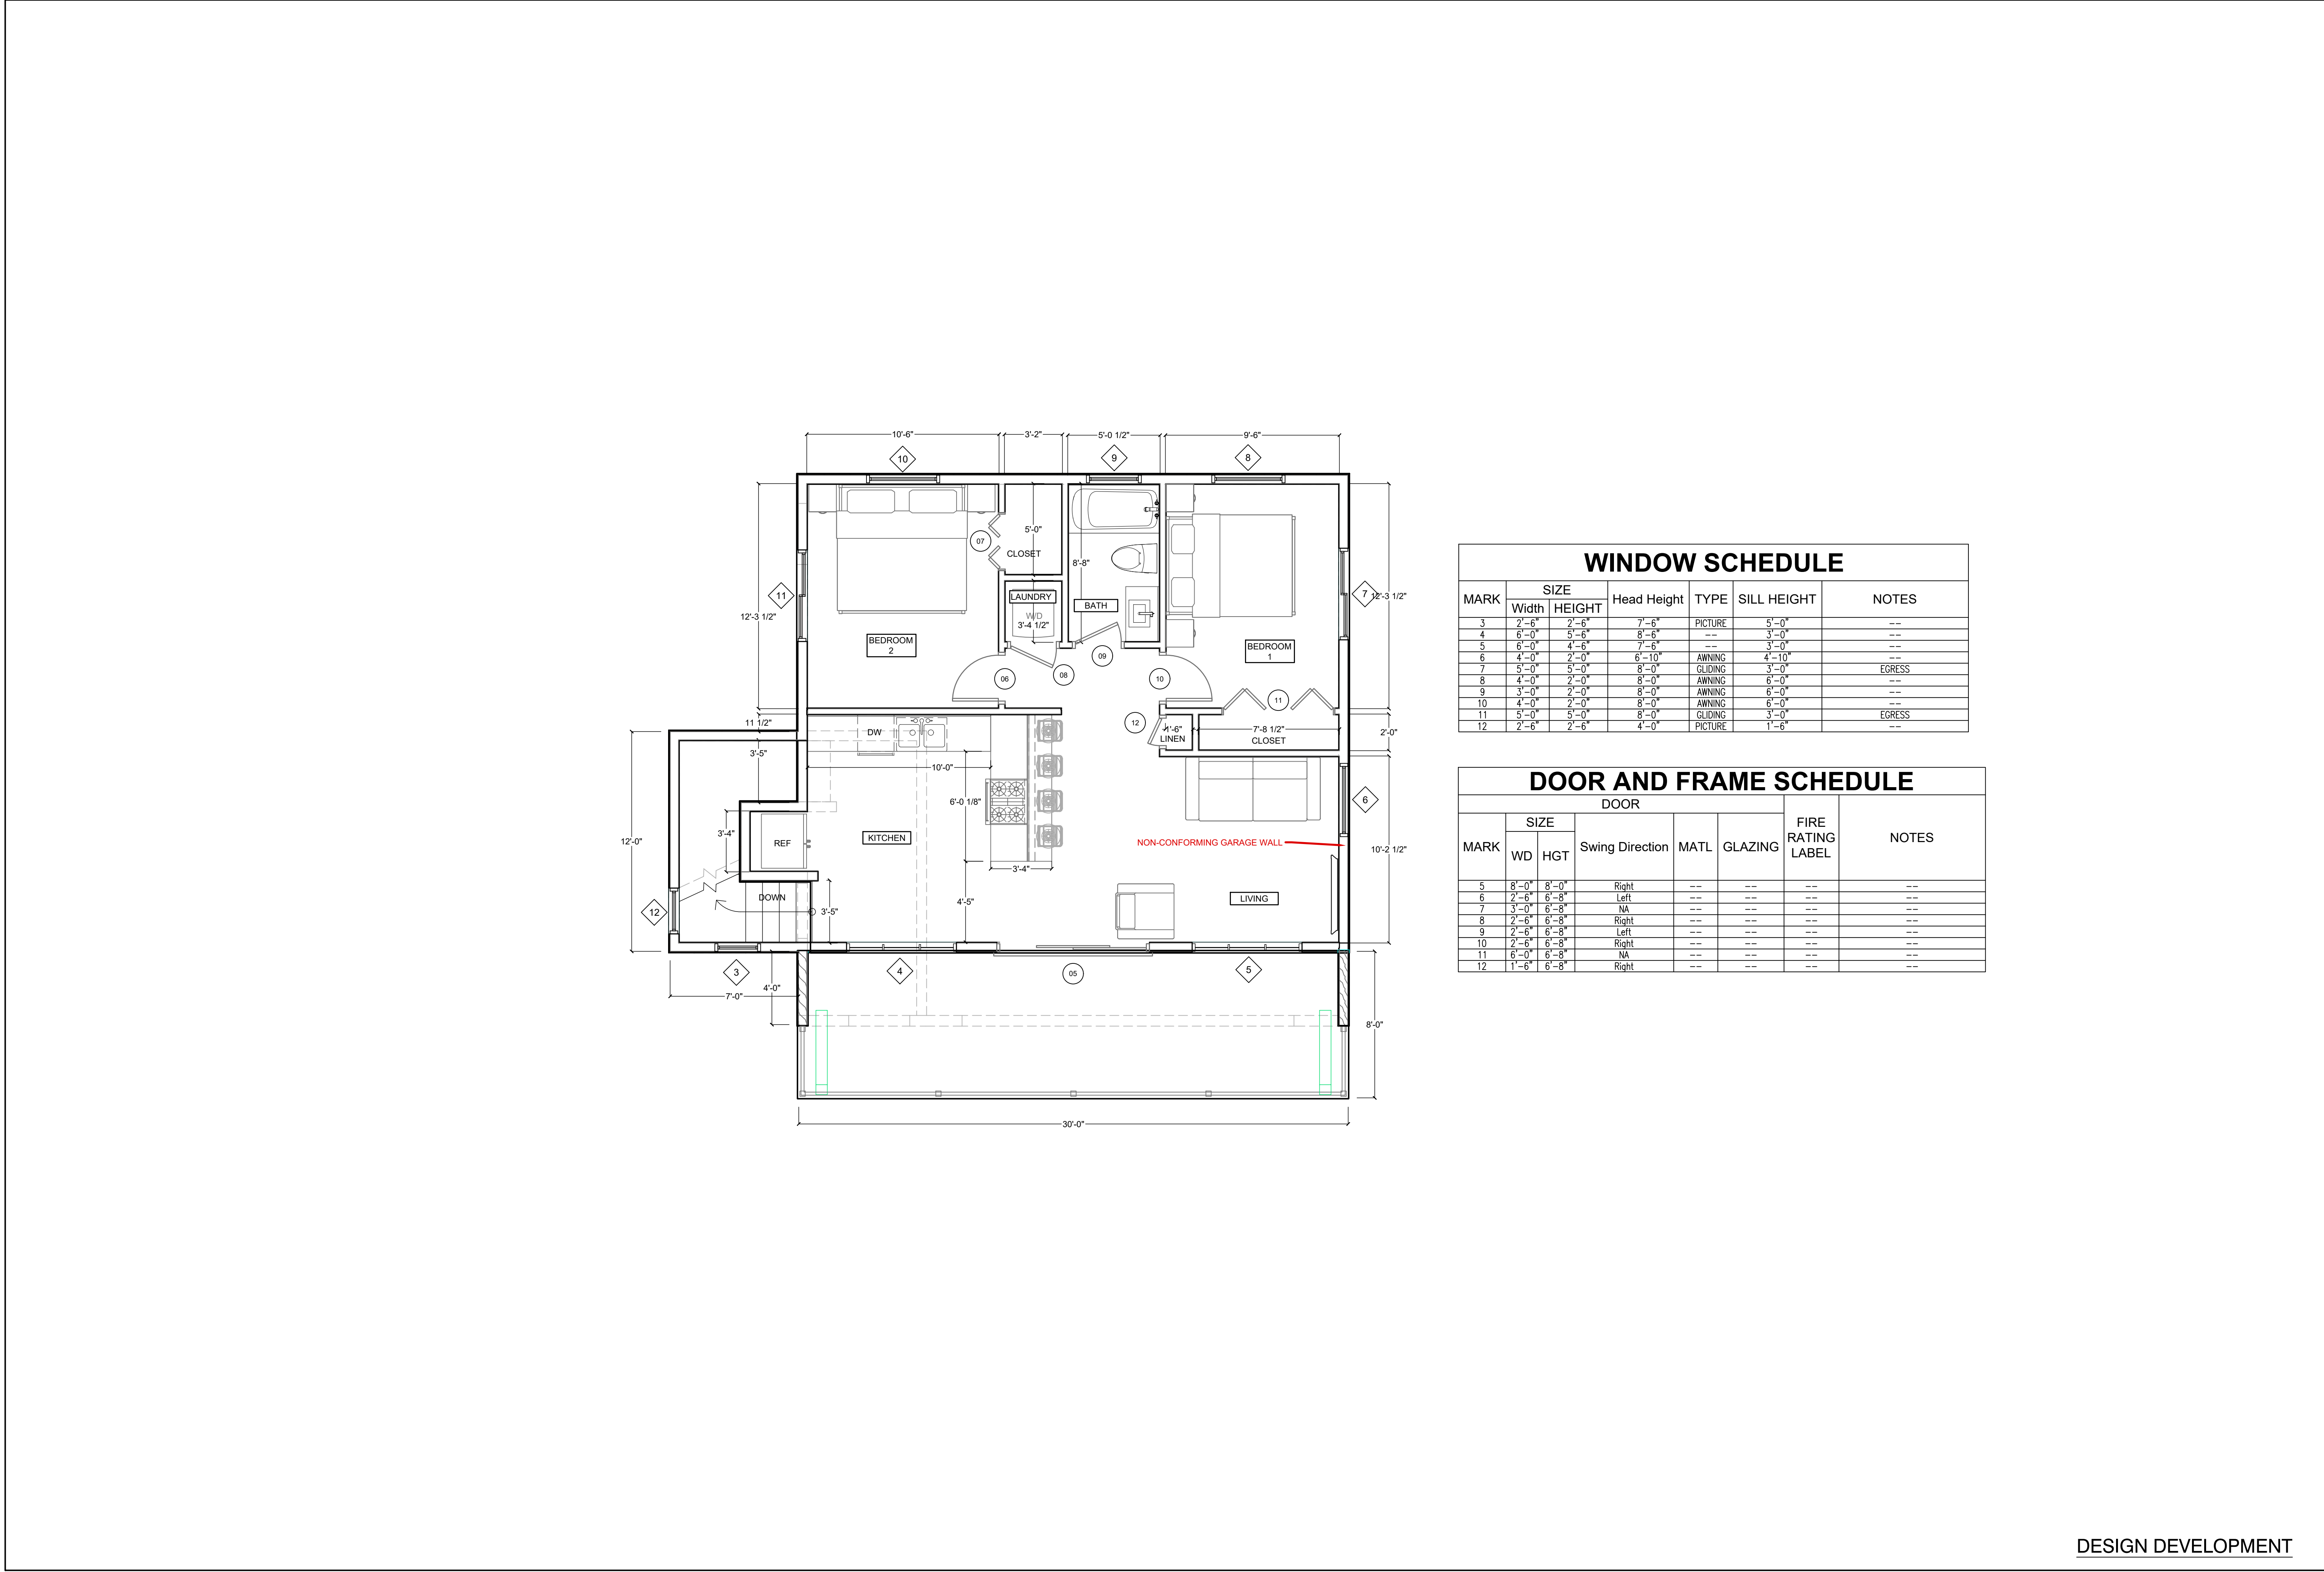 10'-6" 3'-2" 5'-0 1/2" 9'-6"
10 9 8
5'-0"
07
CLOSET
8'-8"
11 7 12'-3 1/2"
LAUNDRY
BATH
W/D
12'-3 1/2"
3'-4 1/2"
BEDROOM
2
BEDROOM
1
06 08 09 10
11
11 1/2"
12
DW
1'-6"
LINEN
7'-8 1/2"
CLOSET
2'-0"
3'-5"
10'-0"
6'-0 1/8"
6
3'-4"
KITCHEN
12'-0"
REF
NON-CONFORMING GARAGE WALL
10'-2 1/2"
3'-4"
DOWN
4'-5"
LIVING
12
3'-5"
3 4 05 5
4'-0"
7'-0"
8'-0"
30'-0"
WINDOW SCHEDULE
MARK SIZE Head Height TYPE SILL HEIGHT NOTES
Width HEIGHT
3 2'-6" 2'-6" 7'-6" PICTURE 5'-0" --
4 6'-0" 5'-6" 8'-6" -- 3'-0" --
5 6'-0" 4'-6" 7'-6" -- 3'-0" --
6 4'-0" 2'-0" 6'-10" AWNING 4'-10" --
7 5'-0" 5'-0" 8'-0" GLIDING 3'-0" EGRESS
8 4'-0" 2'-0" 8'-0" AWNING 6'-0" --
9 3'-0" 2'-0" 8'-0" AWNING 6'-0" --
10 4'-0" 2'-0" 8'-0" AWNING 6'-0" --
11 5'-0" 5'-0" 8'-0" GLIDING 3'-0" EGRESS
12 2'-6" 2'-6" 4'-0" PICTURE 1'-6" --
DOOR AND FRAME SCHEDULE
DOOR
MARK SIZE Swing Direction MATL GLAZING FIRE RATING LABEL NOTES
WD HGT
5 8'-0" 8'-0" Right -- -- -- --
6 2'-6" 6'-8" Left -- -- -- --
7 3'-0" 6'-8" NA -- -- -- --
8 2'-6" 6'-8" Right -- -- -- --
9 2'-6" 6'-8" Left -- -- -- --
10 2'-6" 6'-8" Right -- -- -- --
11 6'-0" 6'-8" NA -- -- -- --
12 1'-6" 6'-8" Right -- -- -- --
DESIGN DEVELOPMENT